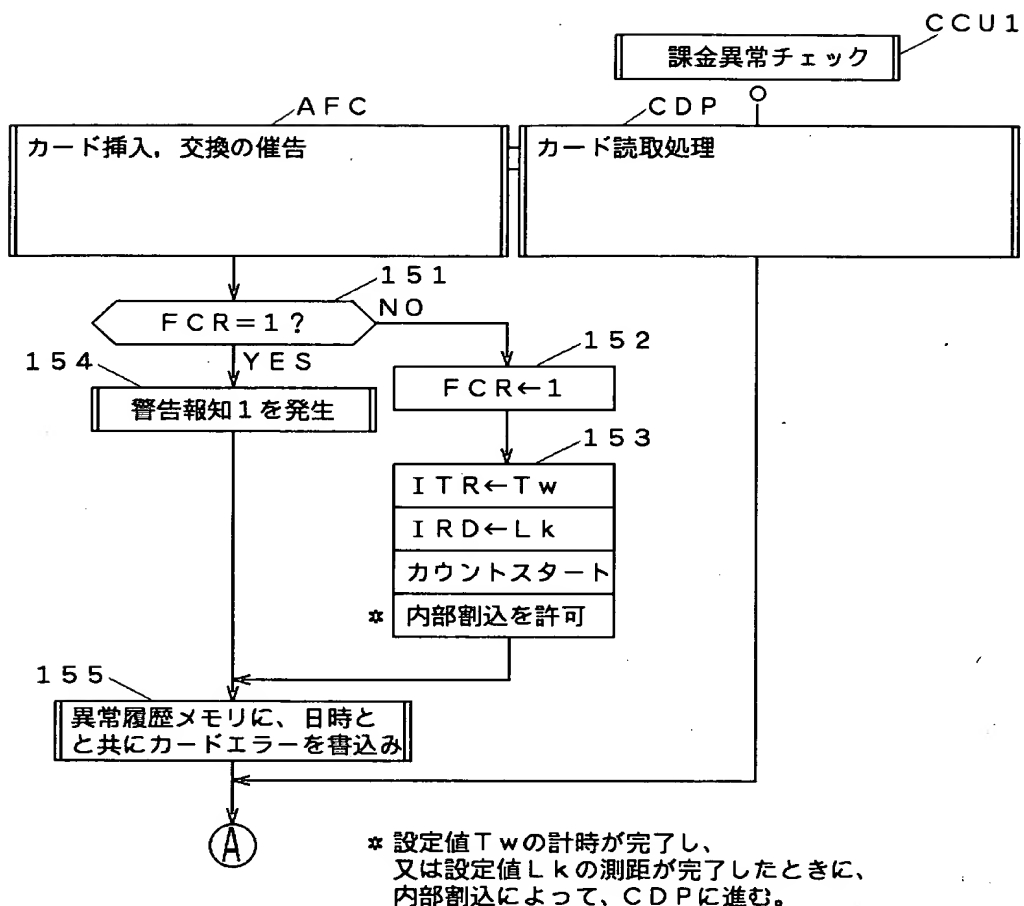 CCU1
課金異常チェック
AFC
CDP
カード挿入,交換の催告
カード読取処理
151
FCR=1?
NO
YES
152
FCR←1
154
警告報知1を発生
153
ITR←Tw
IRD←Lk
カウントスタート
* 内部割込を許可
155
異常履歴メモリに、日時と
と共にカードエラーを書込み
A
* 設定値Twの計時が完了し、
又は設定値Lkの測距が完了したときに、
内部割込によって、CDPに進む。